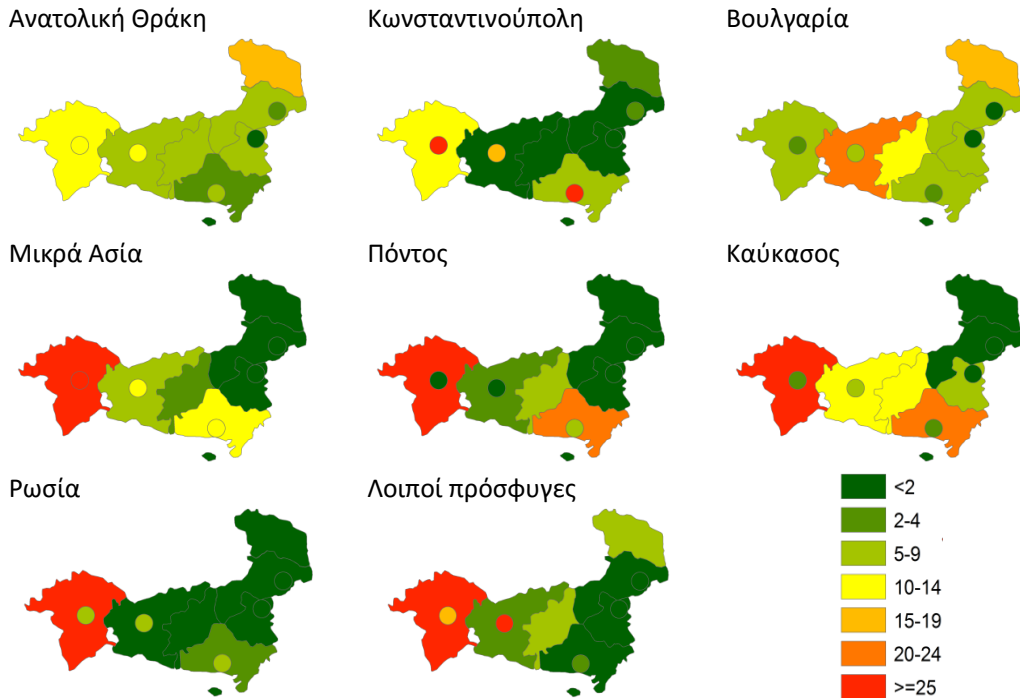 Ανατολική Θράκη
Κωνσταντινούπολη
Βουλγαρία
Μικρά Ασία
Πόντος
Καύκασος
Ρωσία
Λοιποί πρόσφυγες
<2
2-4
5-9
10-14
15-19
20-24
>=25